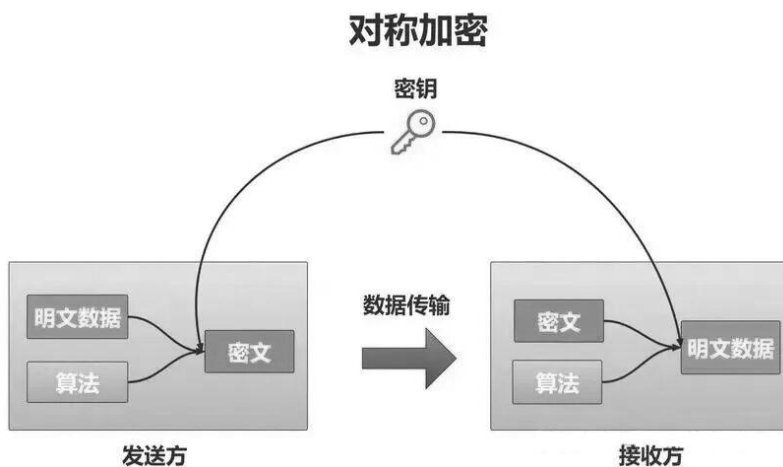 对称加密
密钥
明文数据
算法
密文
数据传输
密文
算法
明文数据
发送方
接收方